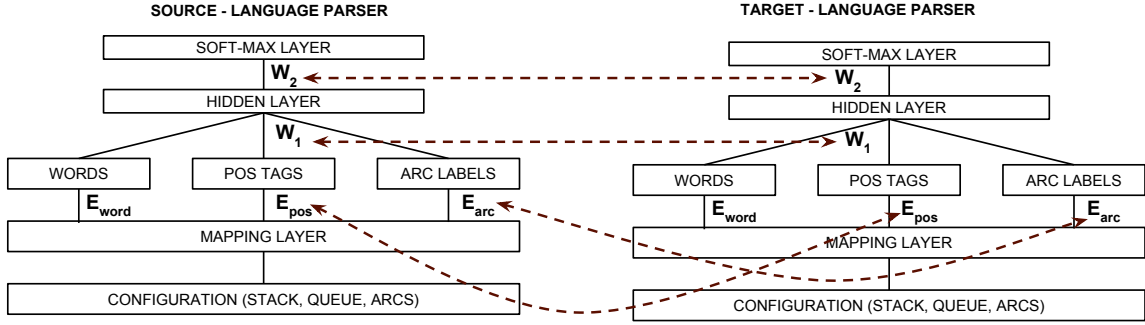 SOURCE - LANGUAGE PARSER
SOFT-MAX LAYER
W2
HIDDEN LAYER
W1
WORDS
POS TAGS
ARC LABELS
Eword
Epos
Earc
MAPPING LAYER
CONFIGURATION (STACK, QUEUE, ARCS)
TARGET - LANGUAGE PARSER
SOFT-MAX LAYER
W2
HIDDEN LAYER
W1
WORDS
POS TAGS
ARC LABELS
Eword
Epos
Earc
MAPPING LAYER
CONFIGURATION (STACK, QUEUE, ARCS)